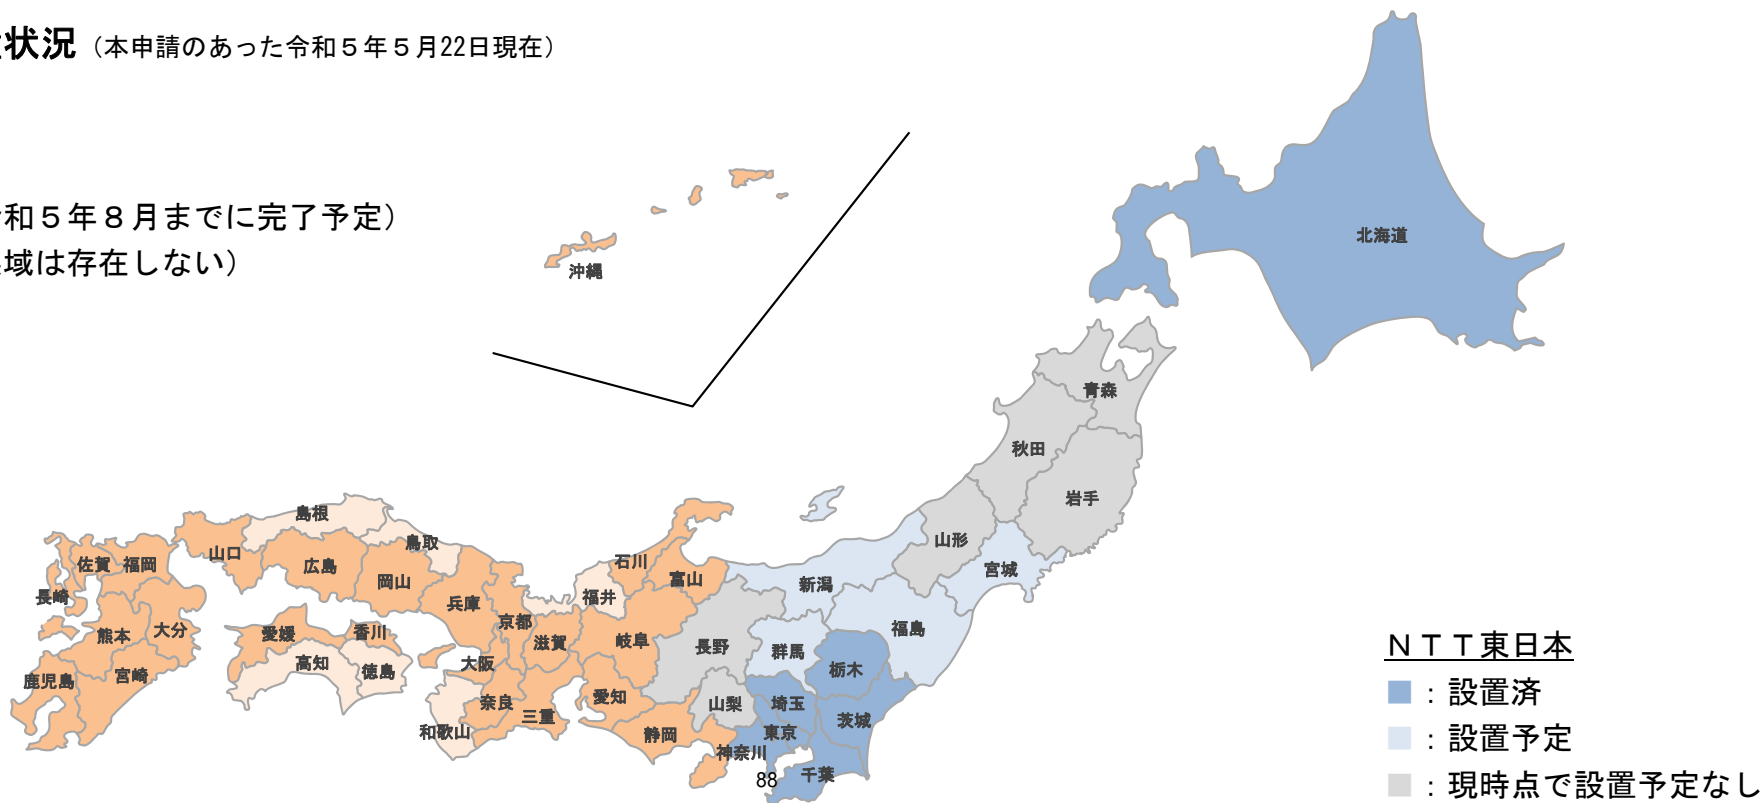 状況（本申請のあった令和５年５月22日現在）
和５年８月までに完了予定）
域は存在しない）
沖縄
北海道
青森
秋田
岩手
山形
宮城
新潟
福島
群馬
栃木
長野
山梨
埼玉
茨城
東京
神奈川
千葉
島根
鳥取
山口
広島
岡山
兵庫
京都
石川
富山
福井
滋賀
岐阜
大阪
奈良
三重
愛知
静岡
和歌山
佐賀
福岡
長崎
熊本
大分
鹿児島
宮崎
愛媛
香川
高知
徳島
88
ＮＴＴ東日本
：設置済
：設置予定
：現時点で設置予定なし